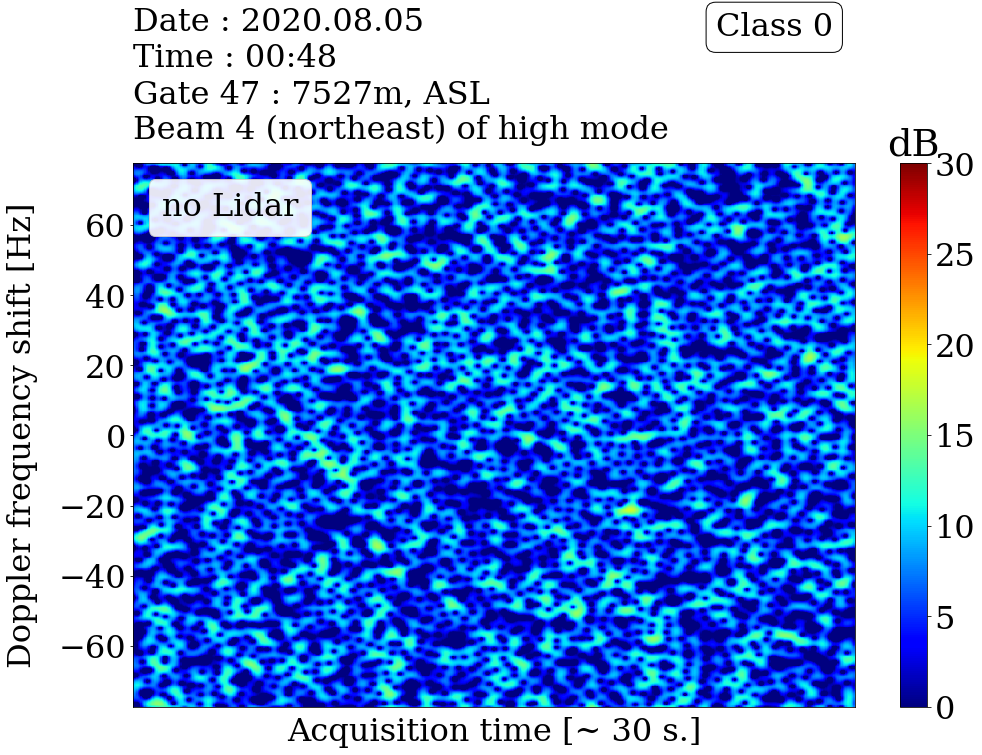 Date : 2020.08.05
Time : 00:48
Gate 47 : 7527m, ASL
Beam 4 (northeast) of high mode
Class 0
dB
no Lidar
Doppler frequency shift [Hz]
60
40
20
0
−20
−40
−60
Acquisition time [~ 30 s.]
30
25
20
15
10
5
0